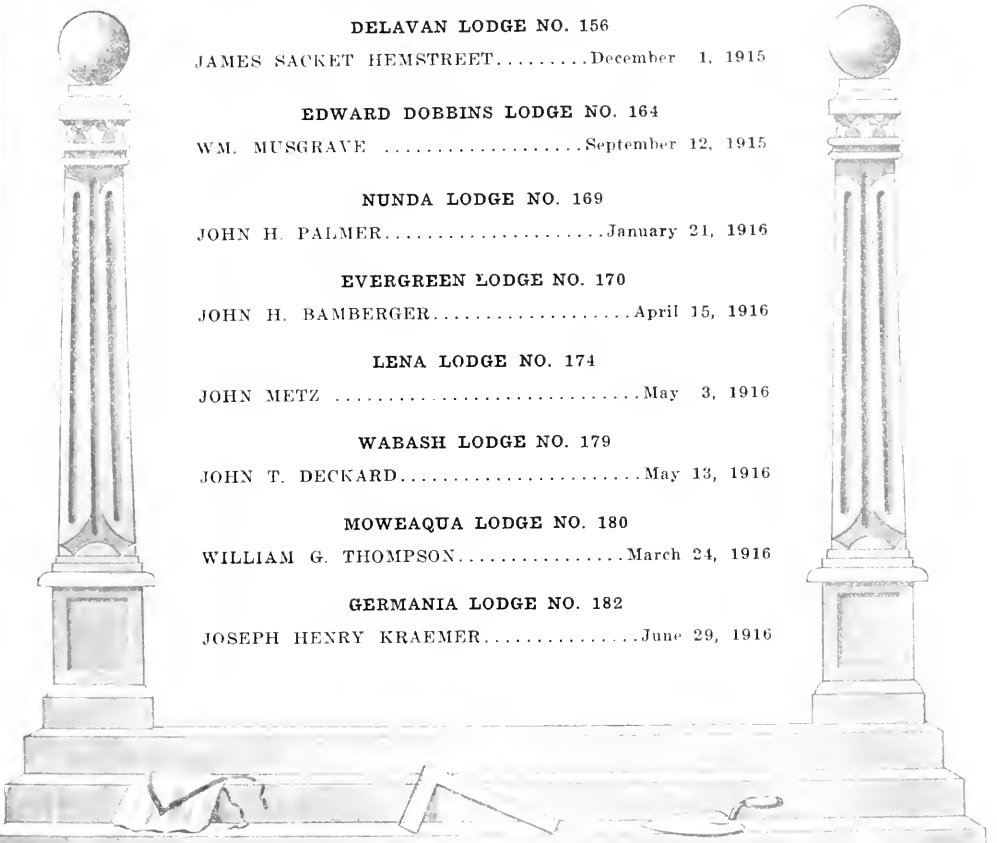 DELAVAN LODGE NO. 156
JAMES SACKET HEMSTREET.........December 1, 1915
EDWARD DOBBINS LODGE NO. 164
WM. MUSGRAVE ...................September 12, 1915
NUNDA LODGE NO. 169
JOHN H. PALMER.....................January 21, 1916
EVERGREEN LODGE NO. 170
JOHN H. BAMBERGER...................April 15, 1916
LENA LODGE NO. 174
JOHN METZ .............................May 3, 1916
WABASH LODGE NO. 179
JOHN T. DECKARD.......................May 13, 1916
MOWEAQUA LODGE NO. 180
WILLIAM G. THOMPSON................March 24, 1916
GERMANIA LODGE NO. 182
JOSEPH HENRY KRAEMER...............June 29, 1916